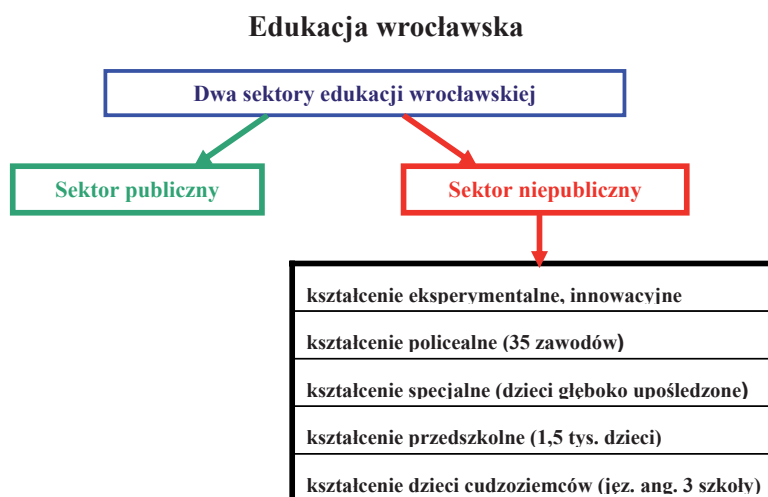 Edukacja wrocławska
Dwa sektory edukacji wrocławskiej
Sektor publiczny
Sektor niepubliczny
kształcenie eksperymentalne, innowacyjne
kształcenie policealne (35 zawodów)
kształcenie specjalne (dzieci głęboko upośledzone)
kształcenie przedszkolne (1,5 tys. dzieci)
kształcenie dzieci cudzoziemców (jęz. ang. 3 szkoły)